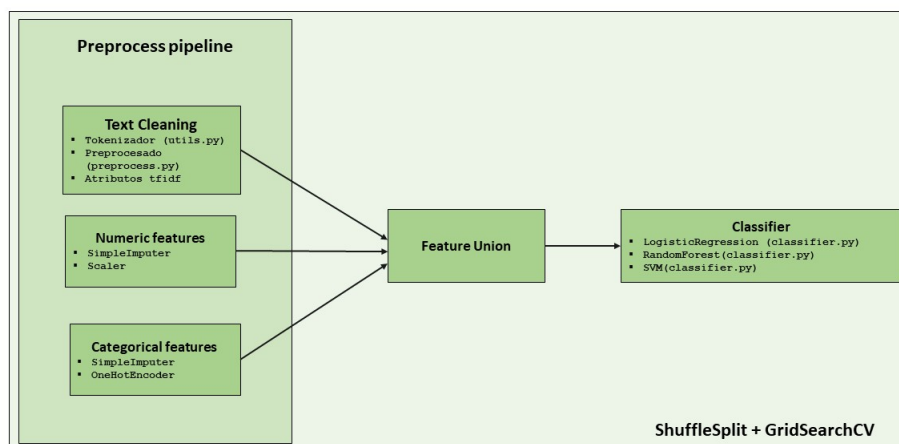 Preprocess pipeline
Text Cleaning
▪ Tokenizador (utils.py)
▪ Preprocesado
(preprocess.py)
▪ Atributos tfidf
Numeric features
▪ SimpleImputer
▪ Scaler
Categorical features
▪ SimpleImputer
▪ OneHotEncoder
Feature Union
Classifier
▪ LogisticRegression (classifier.py)
▪ RandomForest(classifier.py)
▪ SVM(classifier.py)
ShuffleSplit + GridSearchCV